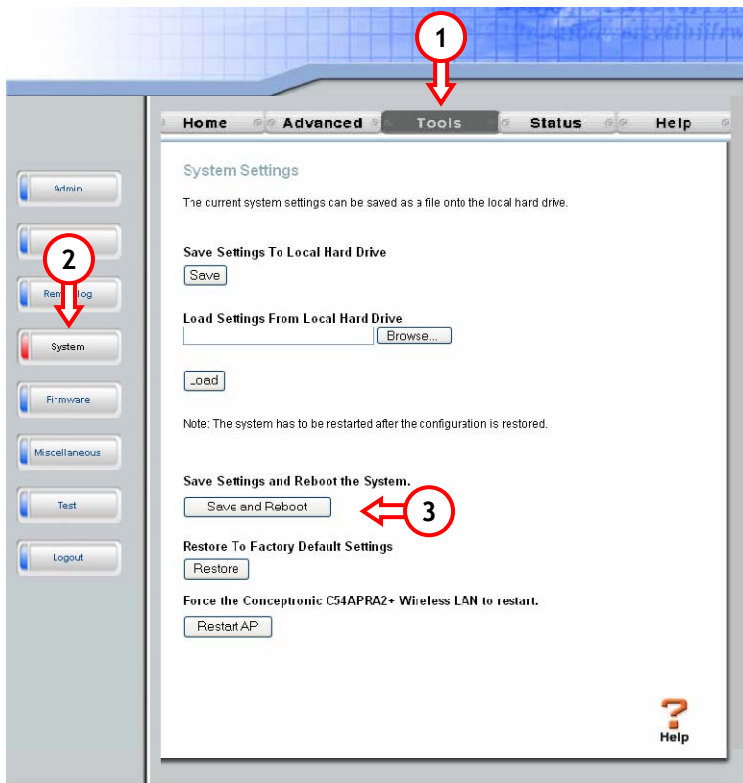 1
Home Advanced Tools Status Help
System Settings
Admin
The current system settings can be saved as a file onto the local hard drive.
2
Save Settings To Local Hard Drive
Save
Load Settings From Local Hard Drive
Browse...
System
Load
Firmware
Note: The system has to be restarted after the configuration is restored.
Miscellaneous
Save Settings and Reboot the System.
Save and Reboot
3
Test
Restore To Factory Default Settings
Logout
Restore
Force the Conceptronic C54APRA2+ Wireless LAN to restart.
Restart AP
Help